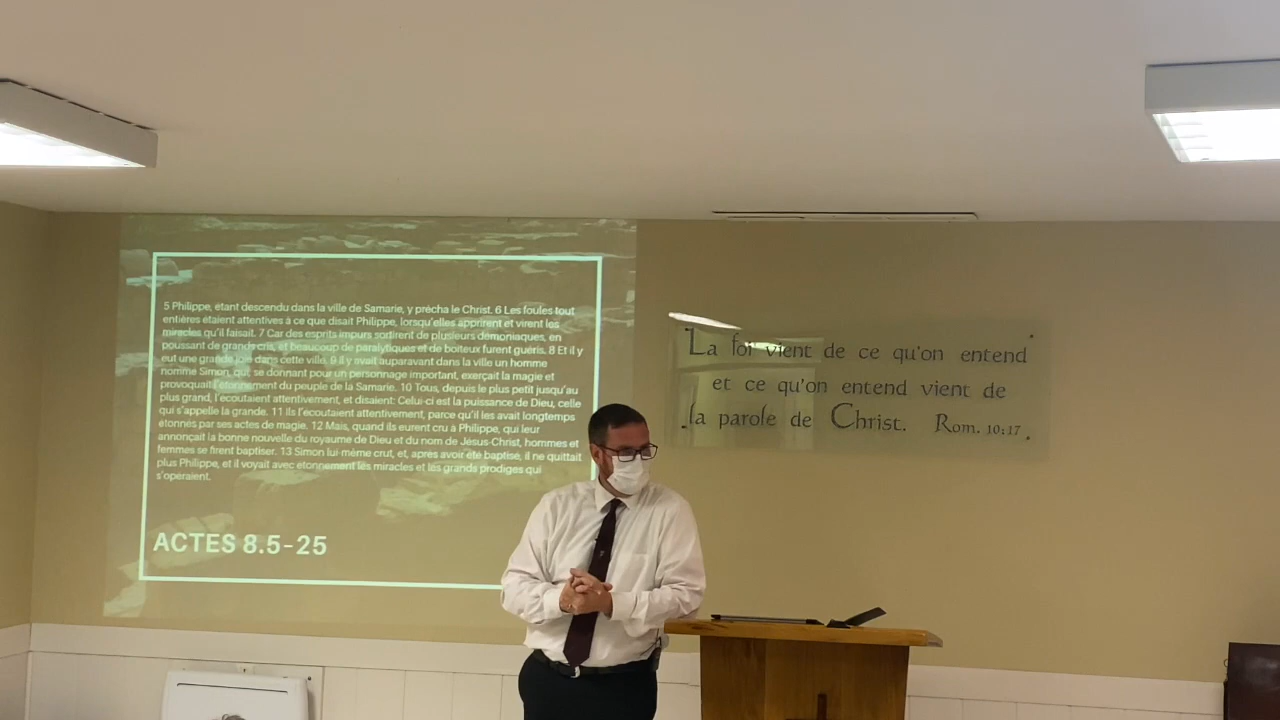 5 Philippe, étant descendu dans la ville de Samarie, y prêcha le Christ. 6 Les foules tout
entières étaient attentives à ce que disait Philippe, lorsqu'elles apprirent et virent les
miracles qu'il faisait. 7 Car des esprits impurs sortirent de plusieurs démoniaques, en
poussant de grands cris, et beaucoup de paralytiques et de boiteux furent guéris. 8 Et il y
eut une grande joie dans cette ville. 9 Il y avait auparavant dans la ville un homme
nommé Simon, qui, se donnant pour un personnage important, exerçait la magie et
provoquait l'étonnement du peuple de la Samarie. 10 Tous, depuis le plus petit jusqu'au
plus grand, l'écoutaient attentivement, et disaient: Celui-ci est la puissance de Dieu, celle
qui s'appelle la grande. 11 Ils l'écoutaient attentivement, parce qu'il les avait longtemps
étonnés par ses actes de magie. 12 Mais, quand ils eurent cru à Philippe, qui leur
annonçait la bonne nouvelle du royaume de Dieu et du nom de Jésus-Christ, hommes et
femmes se firent baptiser. 13 Simon lui-même crut, et, après avoir été baptisé, il ne quittait
plus Philippe, et il voyait avec étonnement les miracles et les grands prodiges qui
s'opéraient.
ACTES 8.5-25
La foi vient de ce qu'on entend
et ce qu'on entend vient de
la parole de Christ. Rom. 10:17